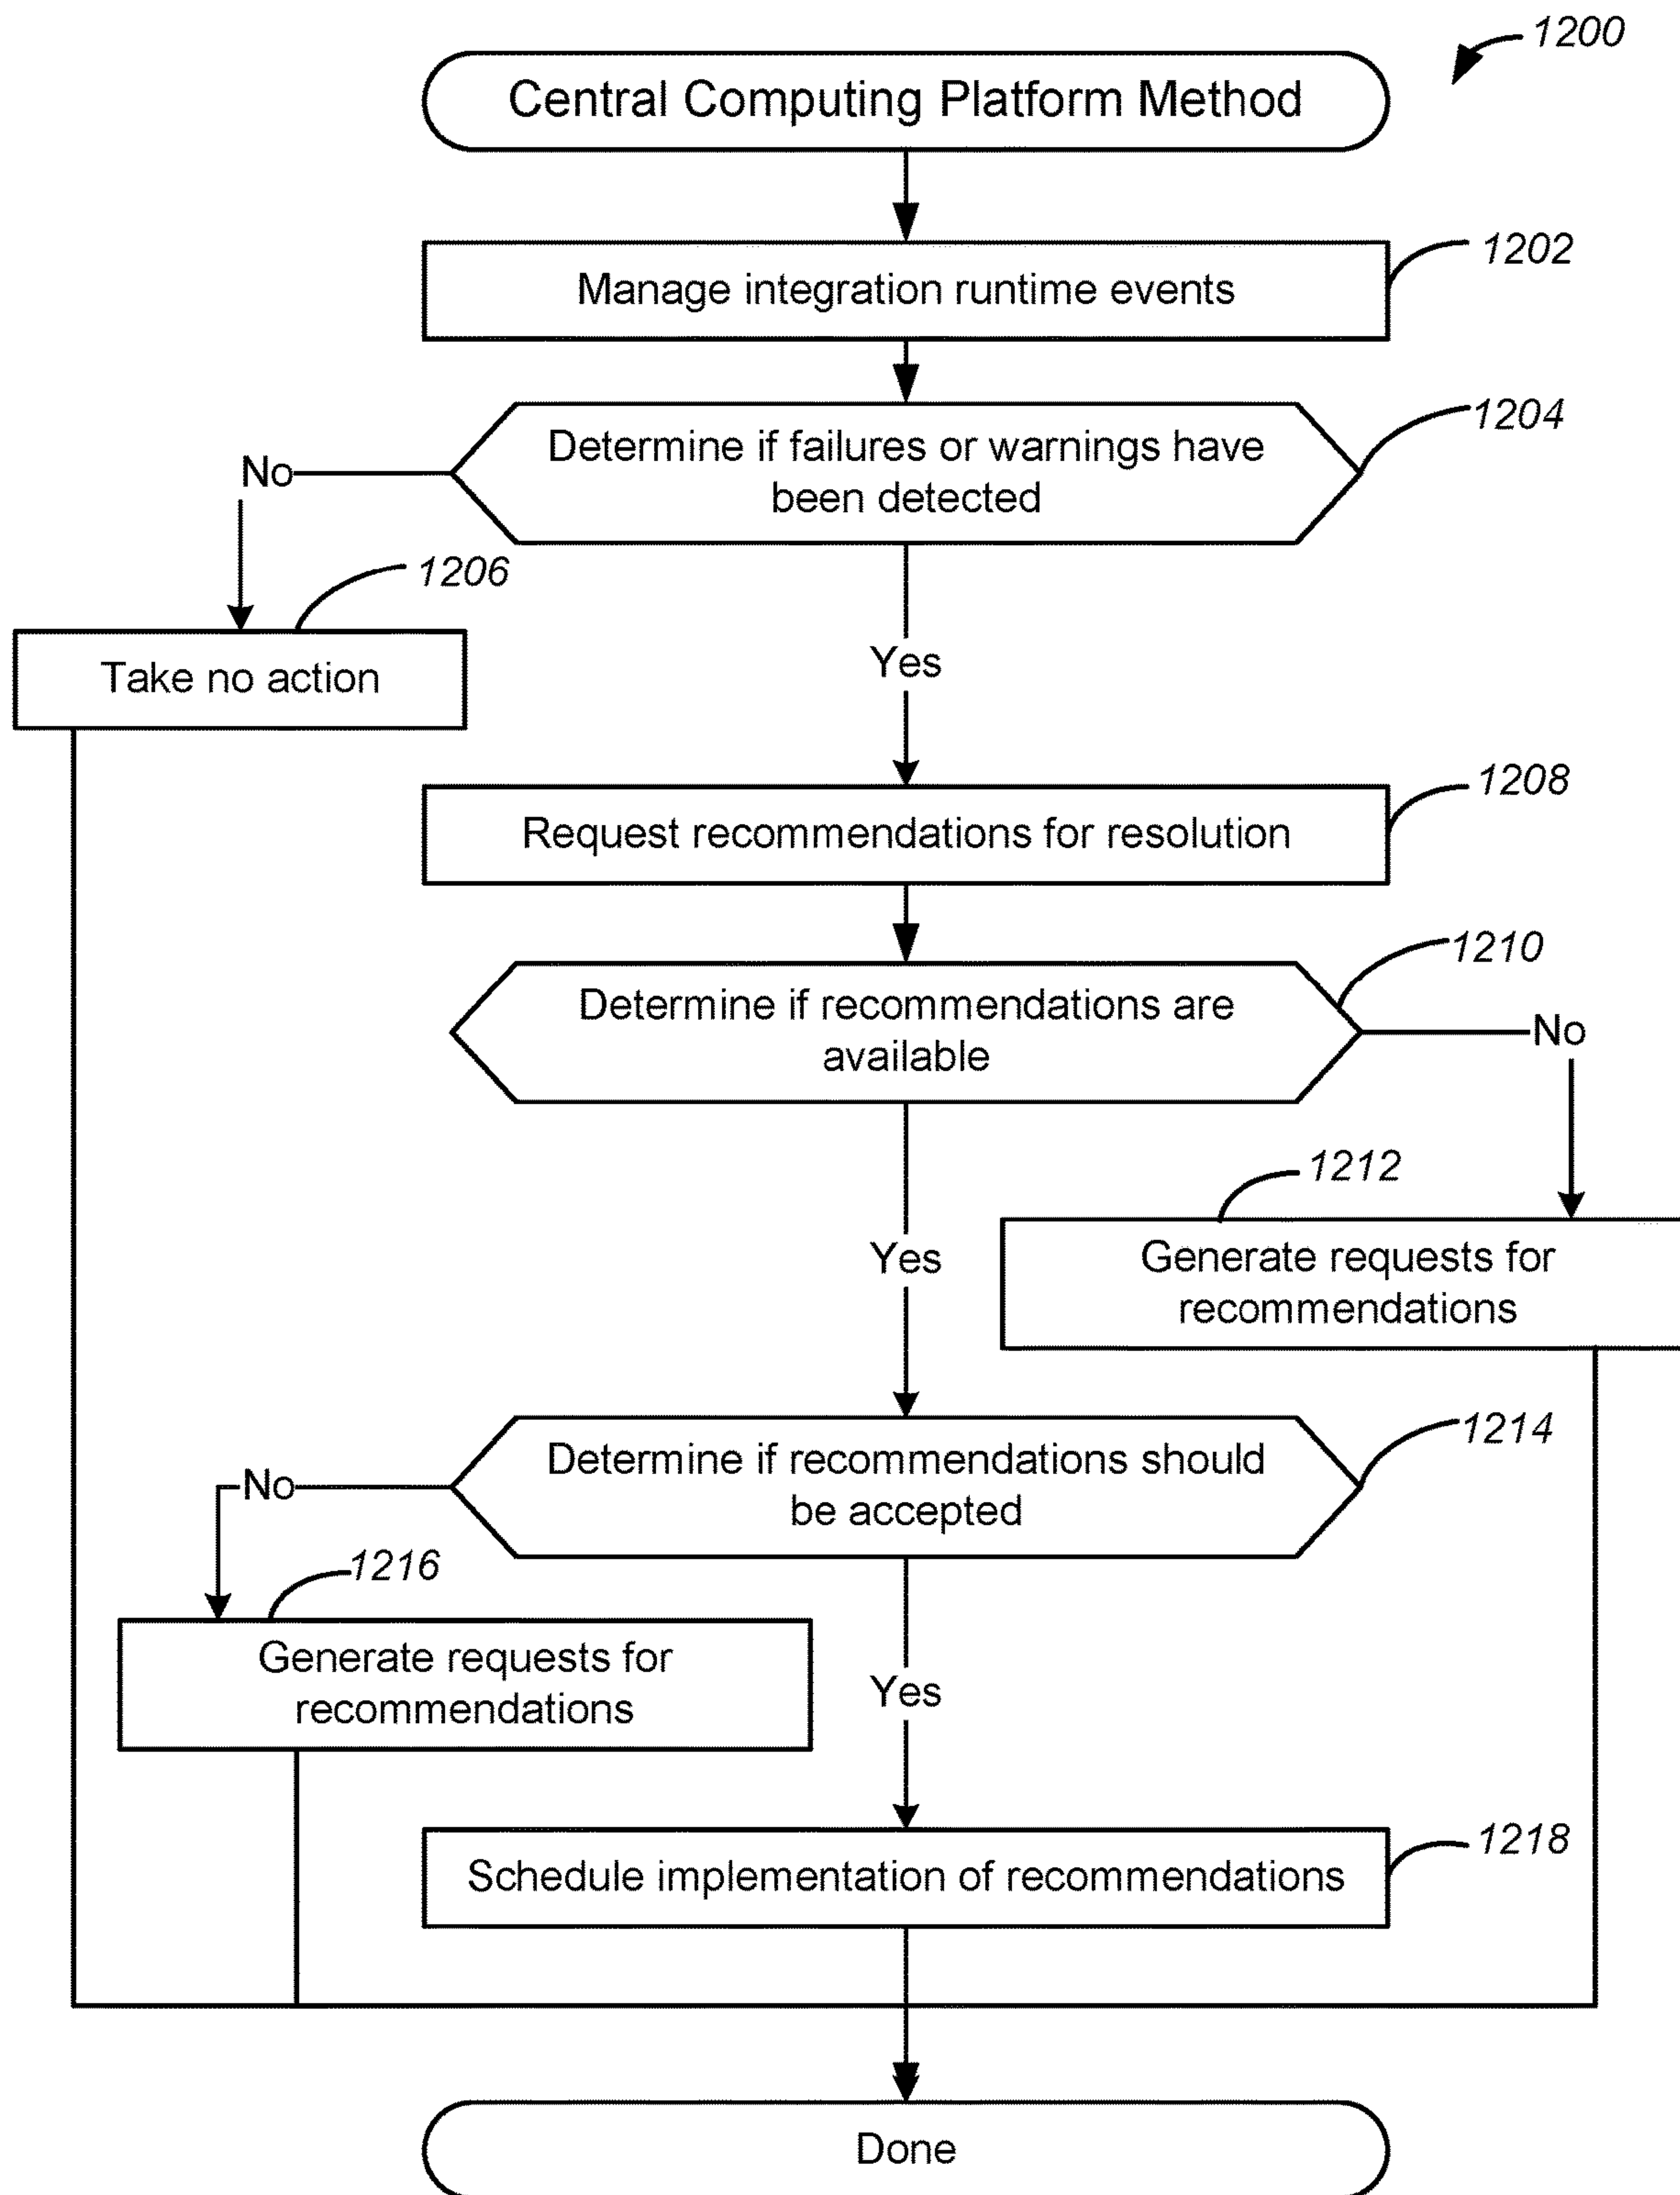 1200
Central Computing Platform Method
1202
Manage integration runtime events
1204
Determine if failures or warnings have
been detected
No
1206
Take no action
Yes
1208
Request recommendations for resolution
1210
Determine if recommendations are
available
No
1212
Generate requests for
recommendations
Yes
1214
Determine if recommendations should
be accepted
No
1216
Generate requests for
recommendations
Yes
1218
Schedule implementation of recommendations
Done